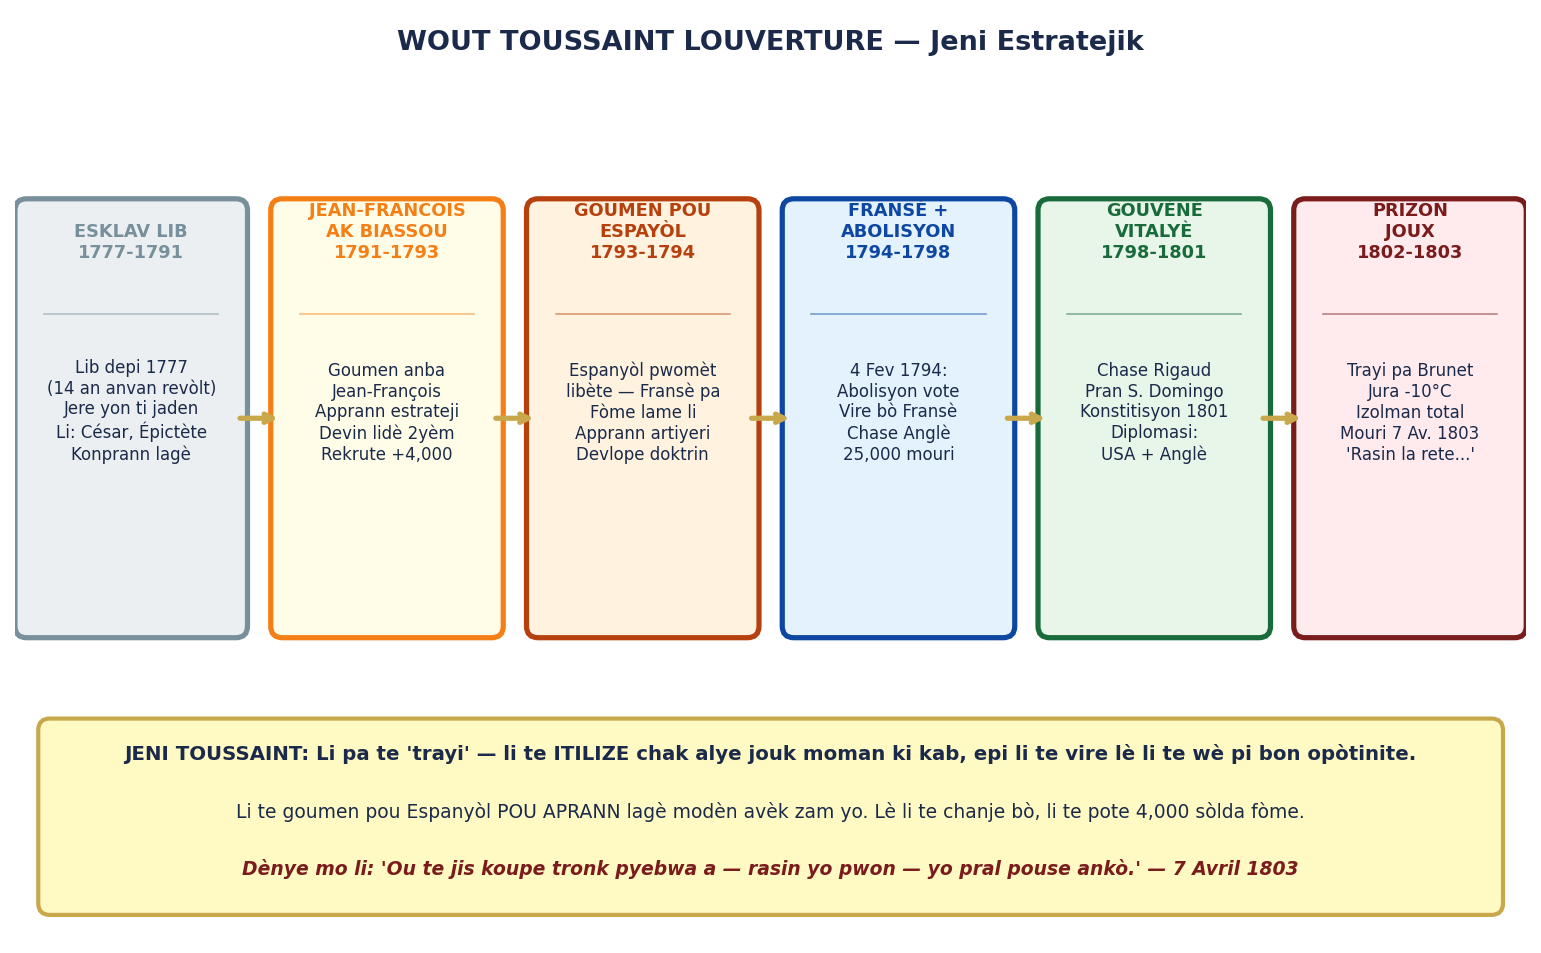 WOUT TOUSSAINT LOUVERTURE — Jeni Estratejik
ESKLAV LIB
1777-1791
Lib depi 1777
(14 an anvan revòlt)
Jere yon ti jaden
Li: César, Épictète
Konprann lagè
JEAN-FRANCOIS
AK BIASSOU
1791-1793
Goumen anba
Jean-François
Apprann estrateji
Devin lidè 2yèm
Rekrute +4,000
GOUMEN POU
ESPAYÒL
1793-1794
Espanyòl pwomèt
libète — Fransè pa
Fòme lame li
Apprann artiyeri
Devlope doktrin
FRANSÈ +
ABOLISYON
1794-1798
4 Fev 1794:
Abolisyon vote
Vire bò Fransè
Chase Anglè
25,000 mouri
GOUVÈNÈ
VITALYÈ
1798-1801
Chase Rigaud
Pran S. Domingo
Konstitisyon 1801
Diplomasi:
USA + Anglè
PRIZON
JOUX
1802-1803
Trayi pa Brunet
Jura -10°C
Izolman total
Mouri 7 Av. 1803
'Rasin la rete...'
JENI TOUSSAINT: Li pa te 'trayi' — li te ITILIZE chak alye jouk moman ki kab, epi li te vire lè li te wè pi bon opòtinite.
Li te goumen pou Espanyòl POU APRANN lagè modèn avèk zam yo. Lè li te chanje bò, li te pote 4,000 sòlda fòme.
Dènye mo li: 'Ou te jis koupe tronk pyebwa a — rasin yo pwon — yo pral pouse ankò.' — 7 Avril 1803